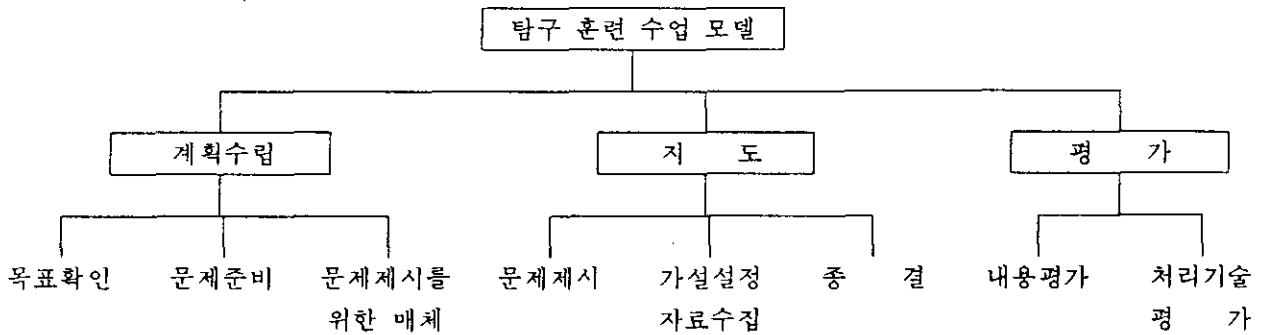 탐구 훈련 수업 모델
계획수립 지 도 평 가
목표확인 문제준비 문제제시를 문제제시 가설설정 종 결 내용평가 처리기술
위한 매체 자료수집 평 가